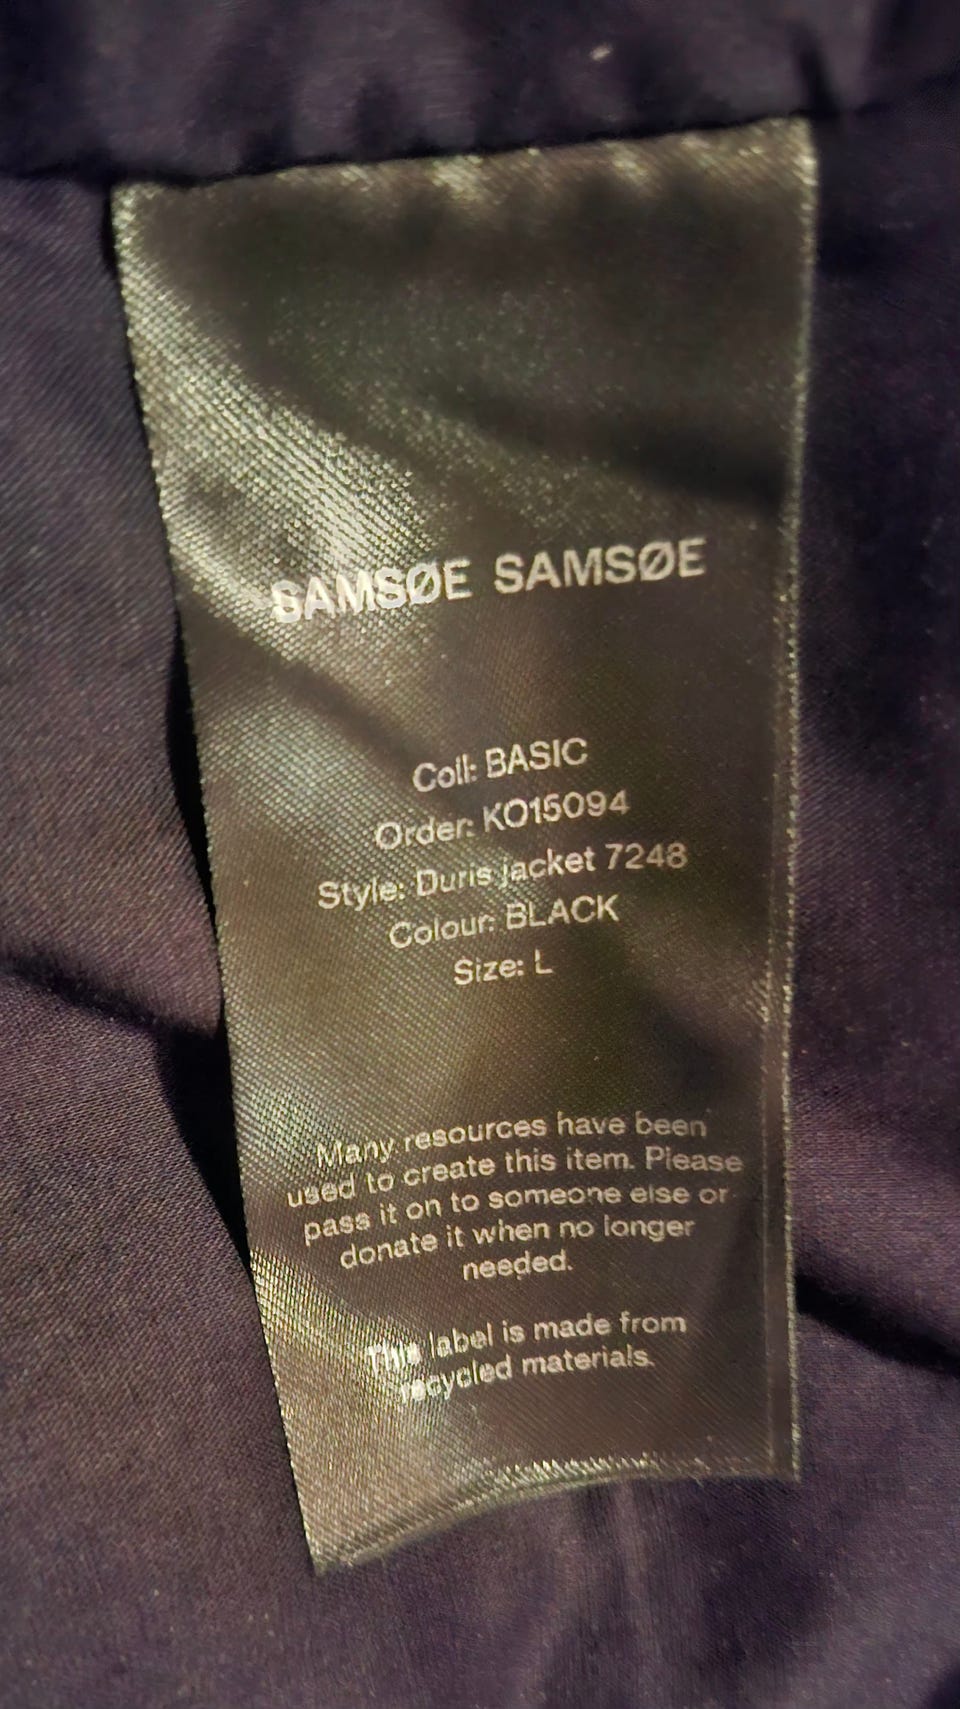 SAMSØE SAMSØE
Coll: BASIC
Order: KO15094
Style: Duris jacket 7248
Colour: BLACK
Size: L
Many resources have been
used to create this item. Please
pass it on to someone else or
donate it when no longer
needed.
This label is made from
recycled materials.